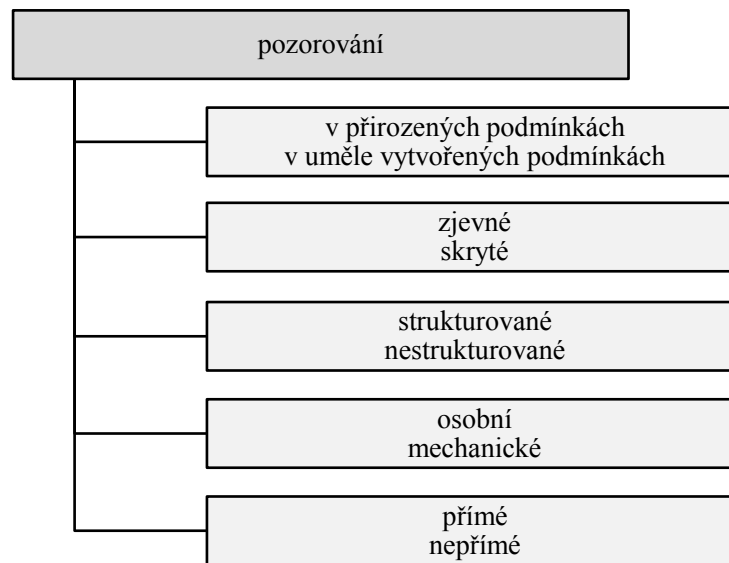 pozorování
v přirozených podmínkách
v uměle vytvořených podmínkách
zjevné
skryté
strukturované
nestrukturované
osobní
mechanické
přímé
nepřímé